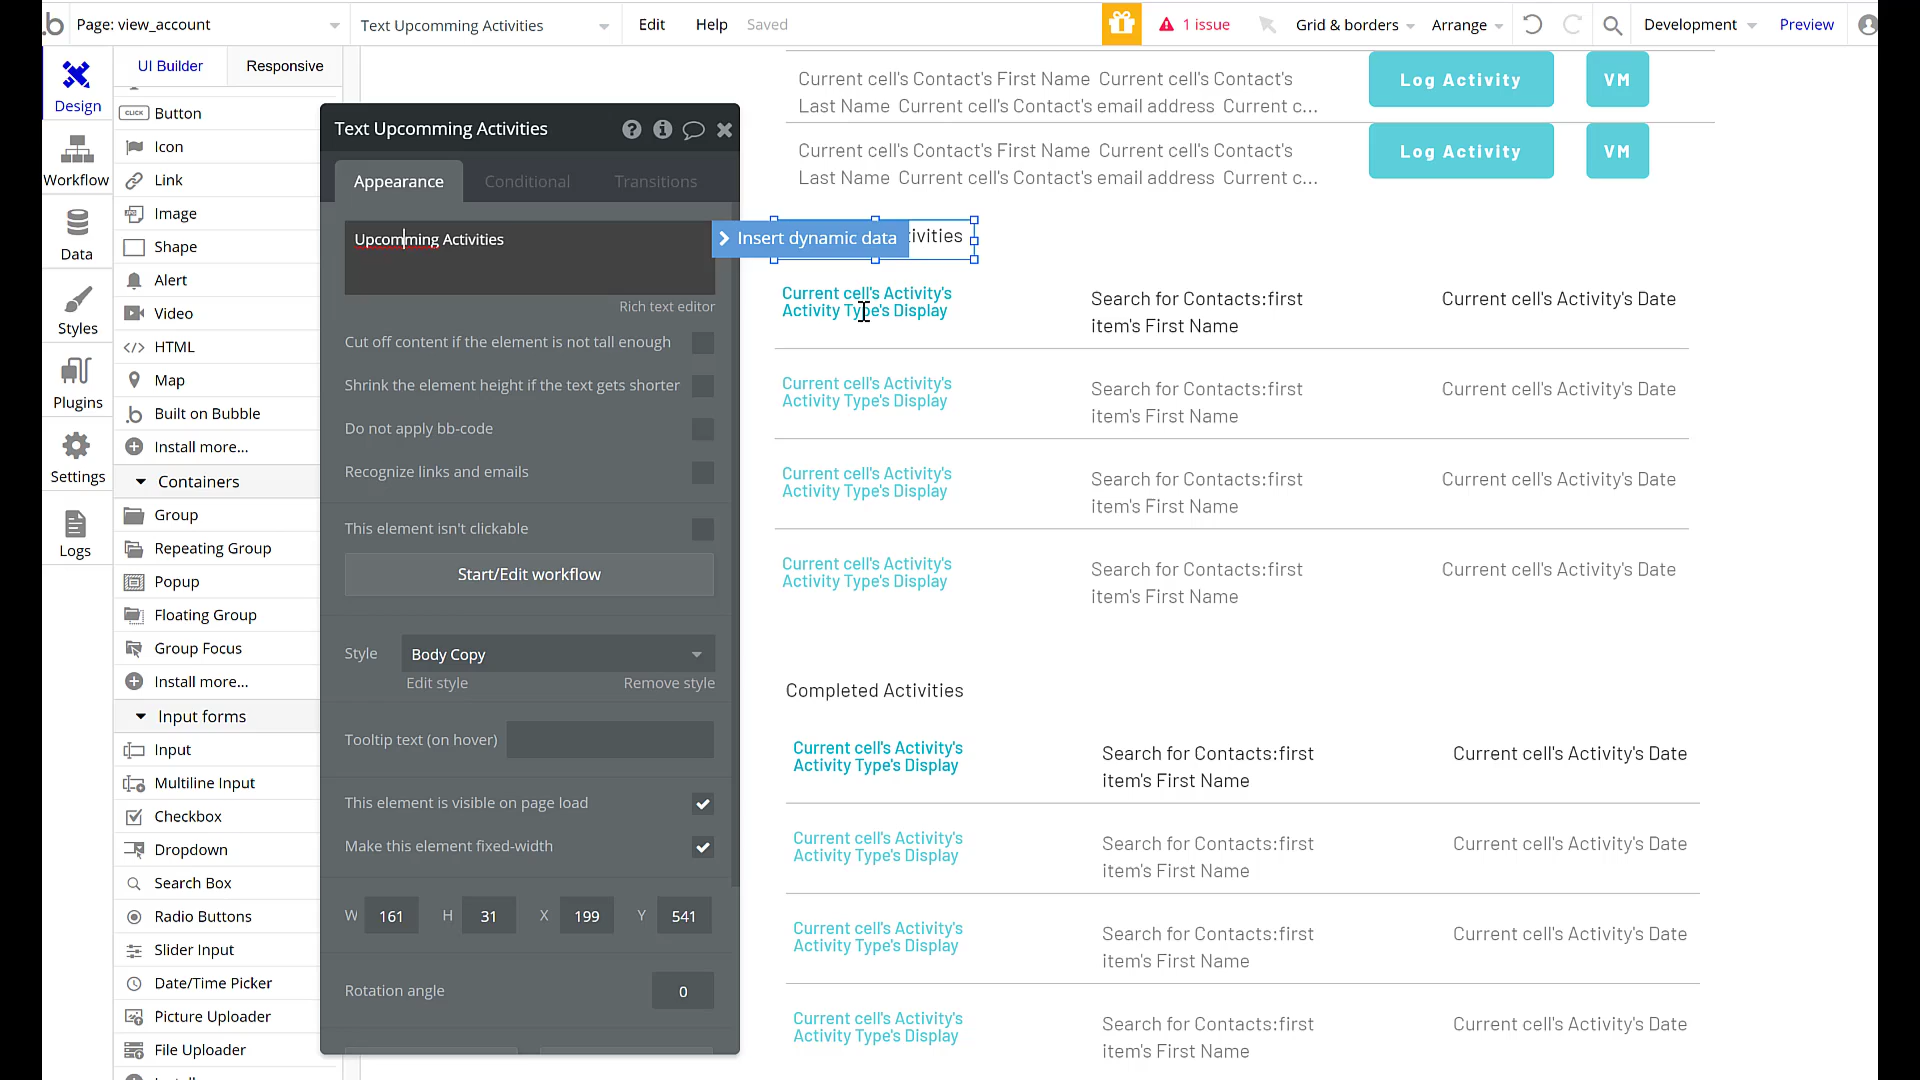 Page: view_account
Text Upcomming Activities
Edit
Help
Saved
1 issue
Grid & borders
Arrange
Development
Preview
Design
Workflow
Data
Styles
Plugins
Settings
Logs
UI Builder
Responsive
CLICK Button
Icon
Link
Image
Shape
Alert
Video
</> HTML
Map
Built on Bubble
Install more...
Containers
Group
Repeating Group
Popup
Floating Group
Group Focus
Install more...
Input forms
Input
Multiline Input
Checkbox
Dropdown
Search Box
Radio Buttons
Slider Input
Date/Time Picker
Picture Uploader
File Uploader
Text Upcomming Activities
Appearance
Conditional
Transitions
Upcomming Activities
Insert dynamic data
Rich text editor
Cut off content if the element is not tall enough
Shrink the element height if the text gets shorter
Do not apply bb-code
Recognize links and emails
This element isn't clickable
Start/Edit workflow
Style
Body Copy
Edit style
Remove style
Tooltip text (on hover)
This element is visible on page load
Make this element fixed-width
W 161 H 31 X 199 Y 541
Rotation angle
0
Current cell's Contact's First Name Current cell's Contact's
Last Name Current cell's Contact's email address Current c...
Log Activity
VM
Current cell's Contact's First Name Current cell's Contact's
Last Name Current cell's Contact's email address Current c...
Log Activity
VM
ivities
Current cell's Activity's
Activity Type's Display
Search for Contacts:first
item's First Name
Current cell's Activity's Date
Current cell's Activity's
Activity Type's Display
Search for Contacts:first
item's First Name
Current cell's Activity's Date
Current cell's Activity's
Activity Type's Display
Search for Contacts:first
item's First Name
Current cell's Activity's Date
Current cell's Activity's
Activity Type's Display
Search for Contacts:first
item's First Name
Current cell's Activity's Date
Completed Activities
Current cell's Activity's
Activity Type's Display
Search for Contacts:first
item's First Name
Current cell's Activity's Date
Current cell's Activity's
Activity Type's Display
Search for Contacts:first
item's First Name
Current cell's Activity's Date
Current cell's Activity's
Activity Type's Display
Search for Contacts:first
item's First Name
Current cell's Activity's Date
Current cell's Activity's
Activity Type's Display
Search for Contacts:first
item's First Name
Current cell's Activity's Date